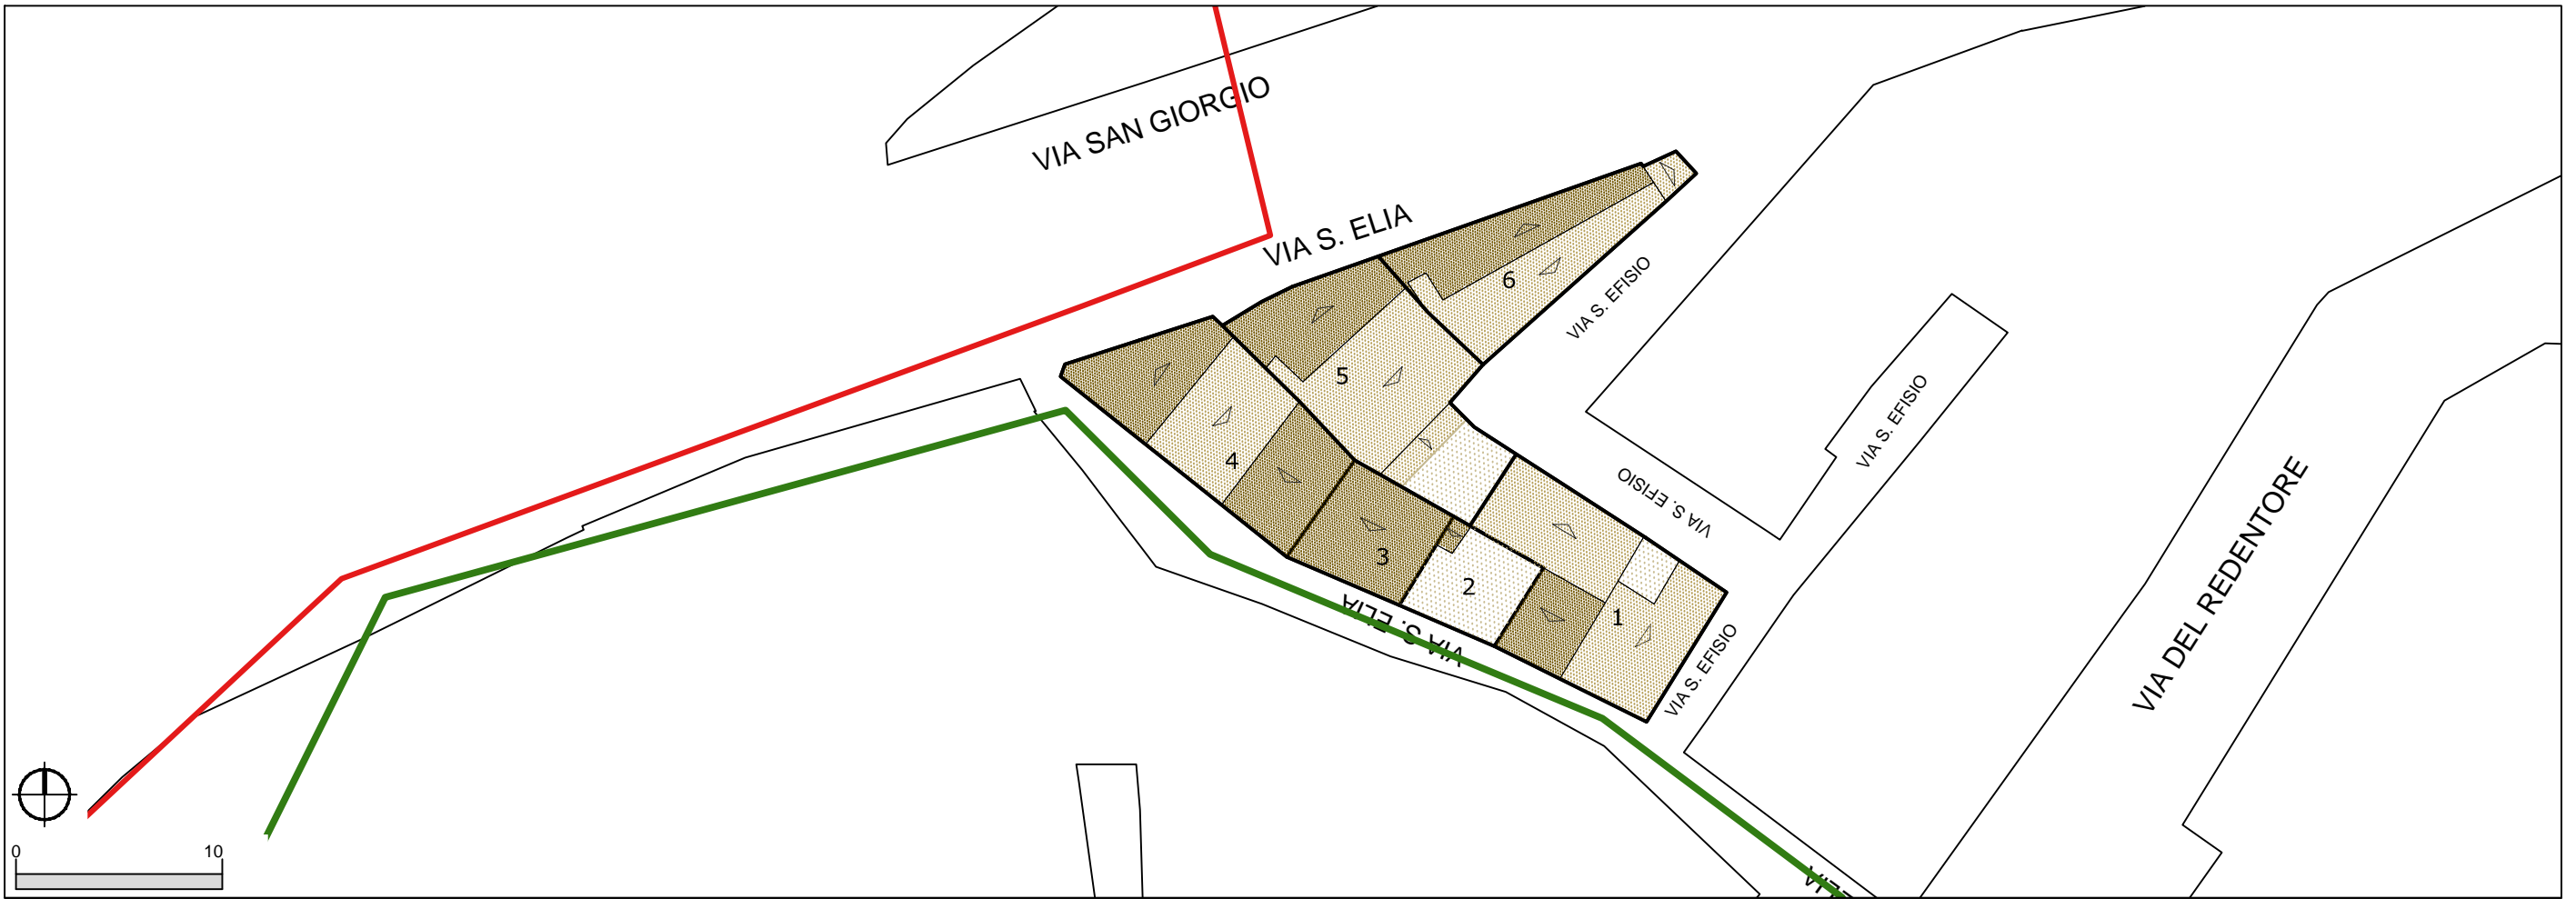 VIA SAN GIORGIO
VIA S. ELIA
6
VIA S. EFISIO
5
VIA S. EFISIO
4
VIA S. EFISIO
3
2
1
VIA S. ELIA
VIA S. EFISIO
VIA DEL REDENTORE
0 10
ELIA